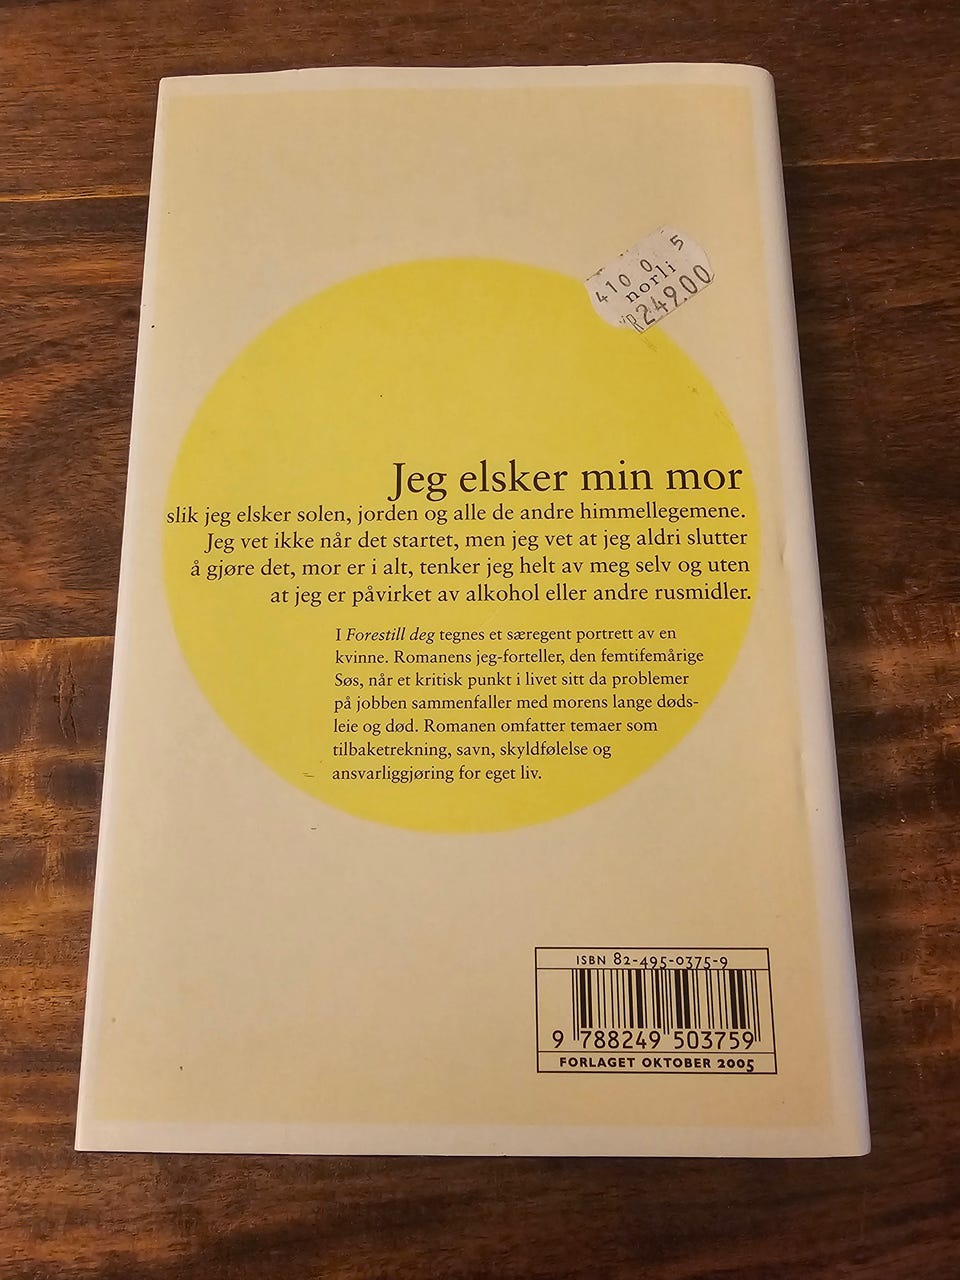 410 0 5
norli
KR249.00
Jeg elsker min mor
slik jeg elsker solen, jorden og alle de andre himmellegemene.
Jeg vet ikke når det startet, men jeg vet at jeg aldri slutter
å gjøre det, mor er i alt, tenker jeg helt av meg selv og uten
at jeg er påvirket av alkohol eller andre rusmidler.
I Forestill deg tegnes et særegent portrett av en
kvinne. Romanens jeg-forteller, den femtifemårige
Søs, når et kritisk punkt i livet sitt da problemer
på jobben sammenfaller med morens lange døds-
leie og død. Romanen omfatter temaer som
tilbaketrekning, savn, skyldfølelse og
ansvarliggjøring for eget liv.
ISBN 82-495-0375-9
9 788249 503759
FORLAGET OKTOBER 2005